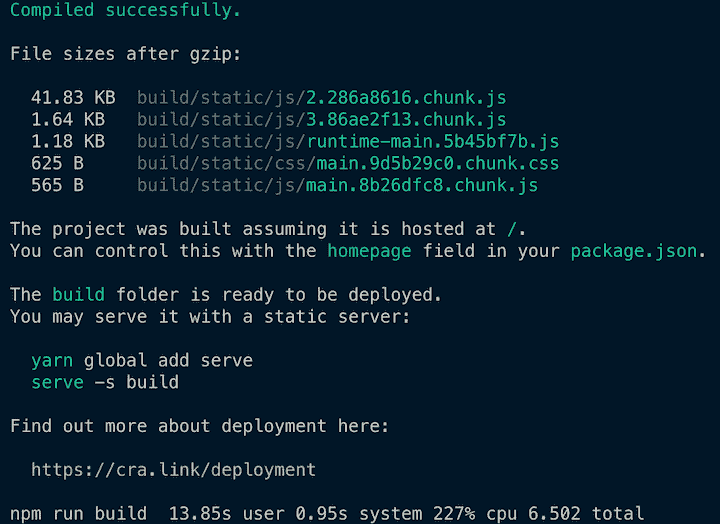 Compiled successfully.
File sizes after gzip:
41.83 KB  build/static/js/2.286a8616.chunk.js
1.64 KB   build/static/js/3.86ae2f13.chunk.js
1.18 KB   build/static/js/runtime-main.5b45bf7b.js
625 B     build/static/css/main.9d5b29c0.chunk.css
565 B     build/static/js/main.8b26dfc8.chunk.js
The project was built assuming it is hosted at /.
You can control this with the homepage field in your package.json.
The build folder is ready to be deployed.
You may serve it with a static server:
yarn global add serve
serve -s build
Find out more about deployment here:
https://cra.link/deployment
npm run build  13.85s user 0.95s system 227% cpu 6.502 total